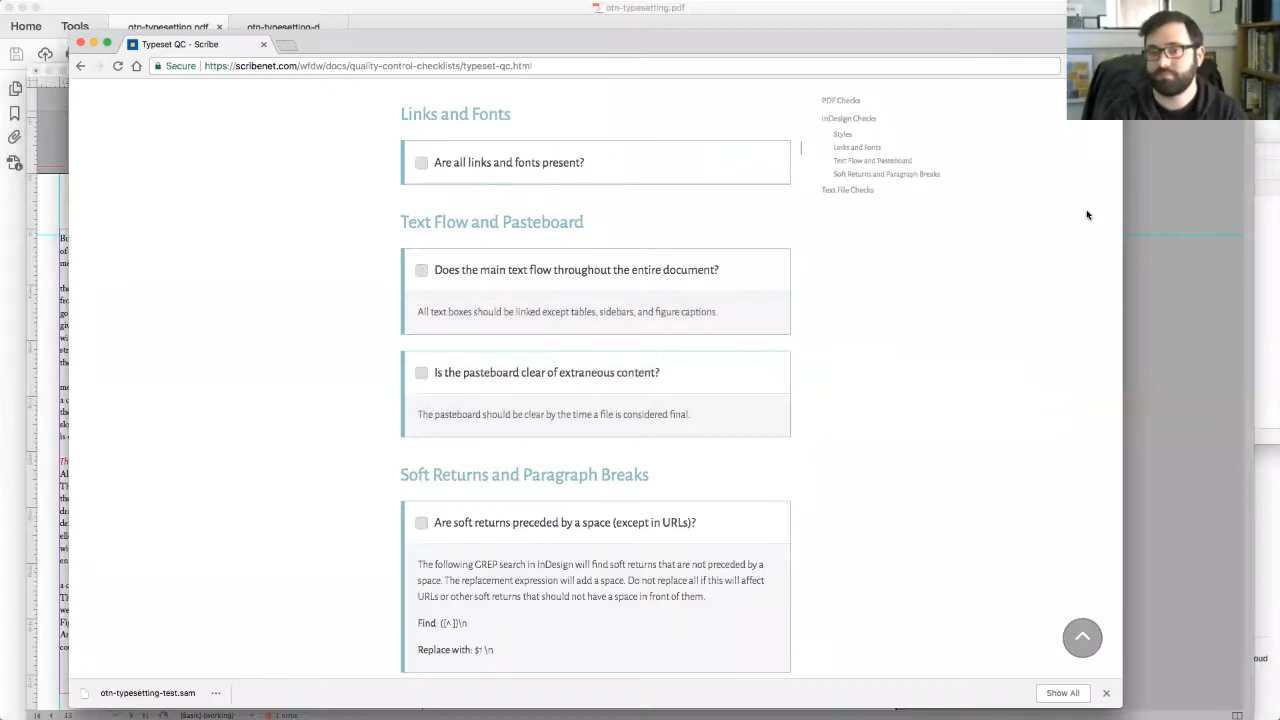 otn-typesetting.pdf
Home
Tools
otn-typesetting.pdf
otn-typesetting-d
Typeset QC - Scribe
Secure
https://scribenet.com/wfdw/docs/quality-control-checklists/typeset-qc.html
Links and Fonts
Are all links and fonts present?
Text Flow and Pasteboard
Does the main text flow throughout the entire document?
All text boxes should be linked except tables, sidebars, and figure captions.
Is the pasteboard clear of extraneous content?
The pasteboard should be clear by the time a file is considered final.
Soft Returns and Paragraph Breaks
Are soft returns preceded by a space (except in URLs)?
The following GREP search in InDesign will find soft returns that are not preceded by a
space. The replacement expression will add a space. Do not replace all if this will affect
URLs or other soft returns that should not have a space in front of them.
Find: ([^ ])\n
Replace with: $1 \n
PDF Checks
InDesign Checks
Styles
Links and Fonts
Text Flow and Pasteboard
Soft Returns and Paragraph Breaks
Text File Checks
otn-typesetting-test.sam
Show All
[Basic] (working)
1 error